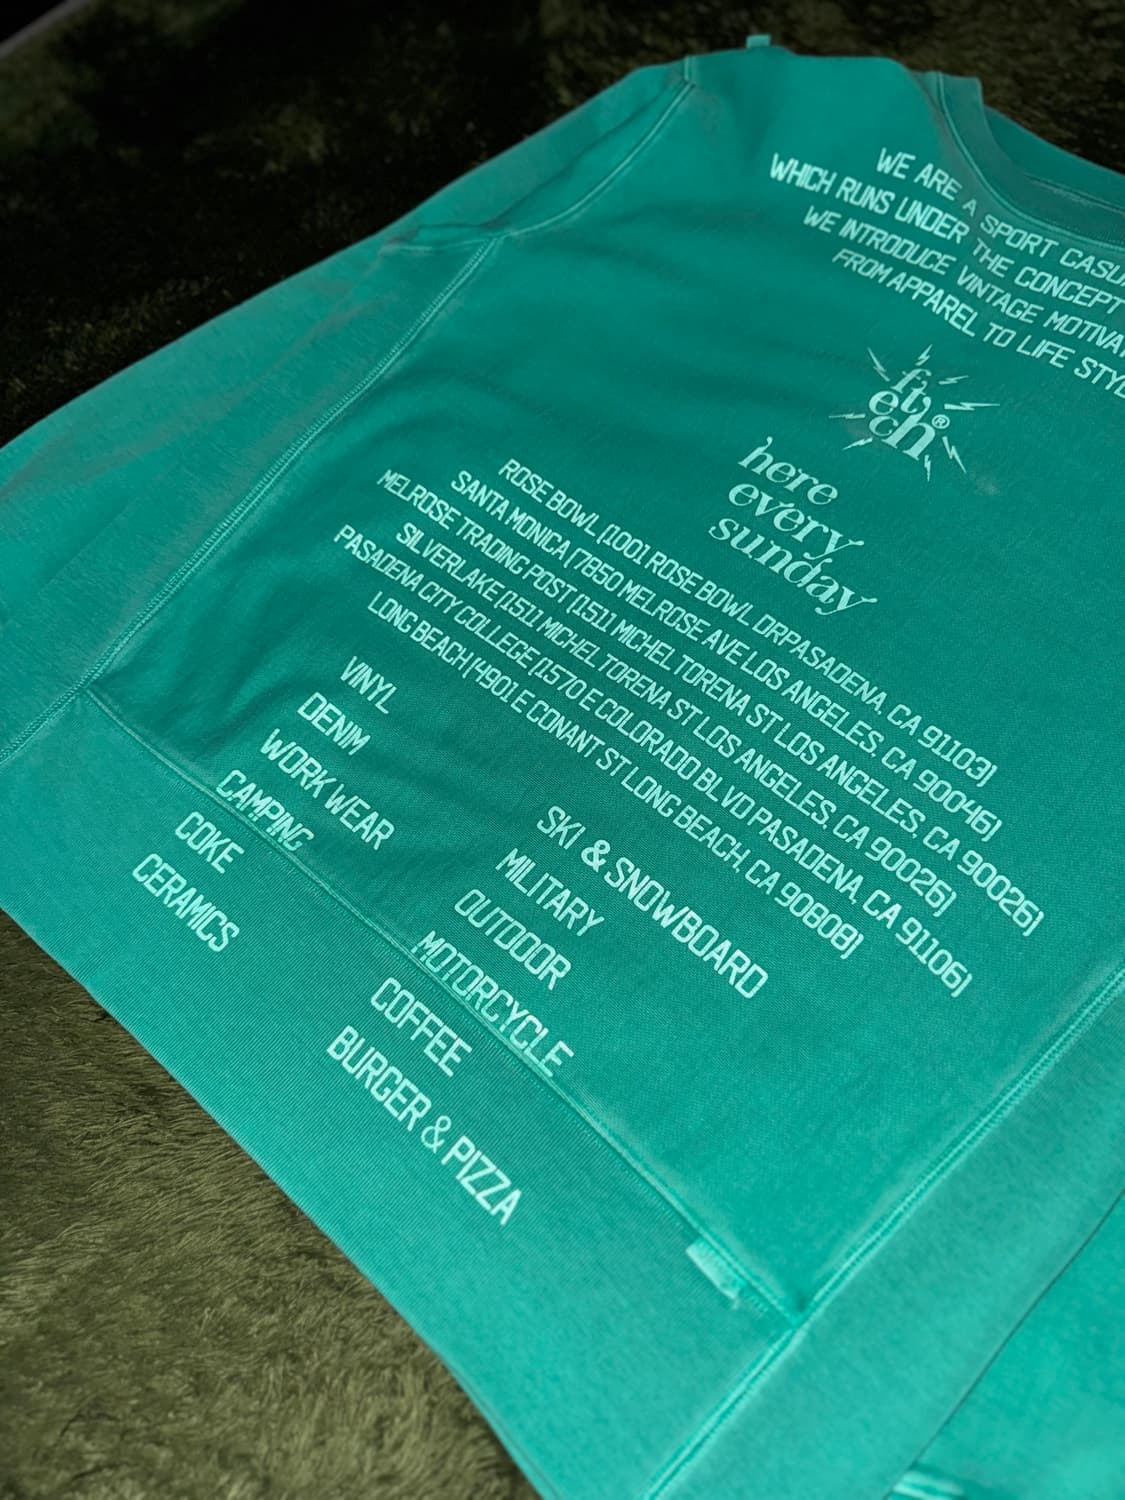 WE ARE A SPORT CASU
WHICH RUNS UNDER THE CONCEPT
WE INTRODUCE VINTAGE MOTIVA
FROM APPAREL TO LIFE STYL
ftv
ech®
here
every
sunday
ROSE BOWL (1001 ROSE BOWL DRPASADENA, CA 91103)
SANTA MONICA (7850 MELROSE AVE LOS ANGELES, CA 90046)
MELROSE TRADING POST (1511 MICHEL TORENA ST LOS ANGELES, CA 90026)
SILVERLAKE (1511 MICHEL TORENA ST LOS ANGELES, CA 90026)
PASADENA CITY COLLEGE (1570 E COLORADO BLVD PASADENA, CA 91106)
LONG BEACH (4901 E CONANT ST LONG BEACH, CA 90808)
VINYL
DENIM
WORK WEAR
CAMPING
COKE
CERAMICS
SKI & SNOWBOARD
MILITARY
OUTDOOR
MOTORCYCLE
COFFEE
BURGER & PIZZA